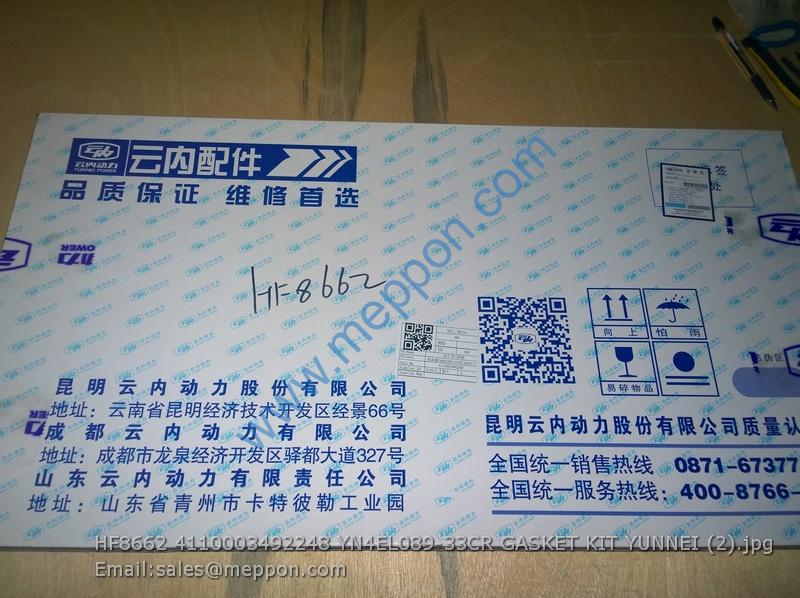 云内动力
YUNNEI POWER
云内配件
品质保证 维修首选
HF8662
www.meppon.com
向上
怕雨
易碎物品
昆明云内动力股份有限公司
地址：云南省昆明经济技术开发区经景66号
成都云内动力有限公司
地址：成都市龙泉经济开发区驿都大道327号
山东云内动力有限责任公司
地址：山东省青州市卡特彼勒工业园
昆明云内动力股份有限公司质量认
全国统一销售热线 0871-67377
全国统一服务热线：400-8766-
HF8662 4110003492248 YN4EL089-33CR GASKET KIT YUNNEI (2).jpg
Email:sales@meppon.com